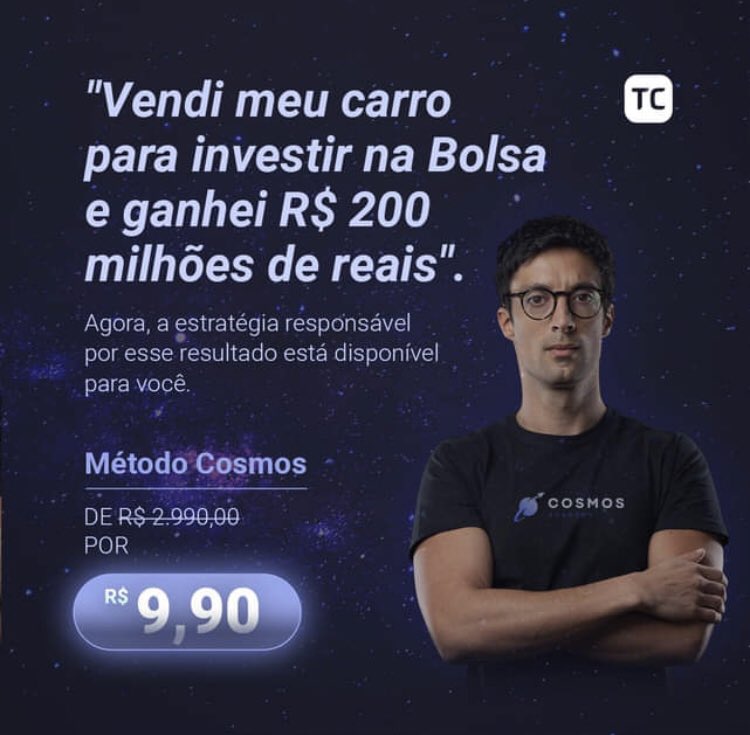 "Vendi meu carro
para investir na Bolsa
e ganhei R$ 200
milhões de reais".
TC
Agora, a estratégia responsável
por esse resultado está disponível
para você.
Método Cosmos
DE R$ 2.990,00
POR
R$ 9,90
COSMOS